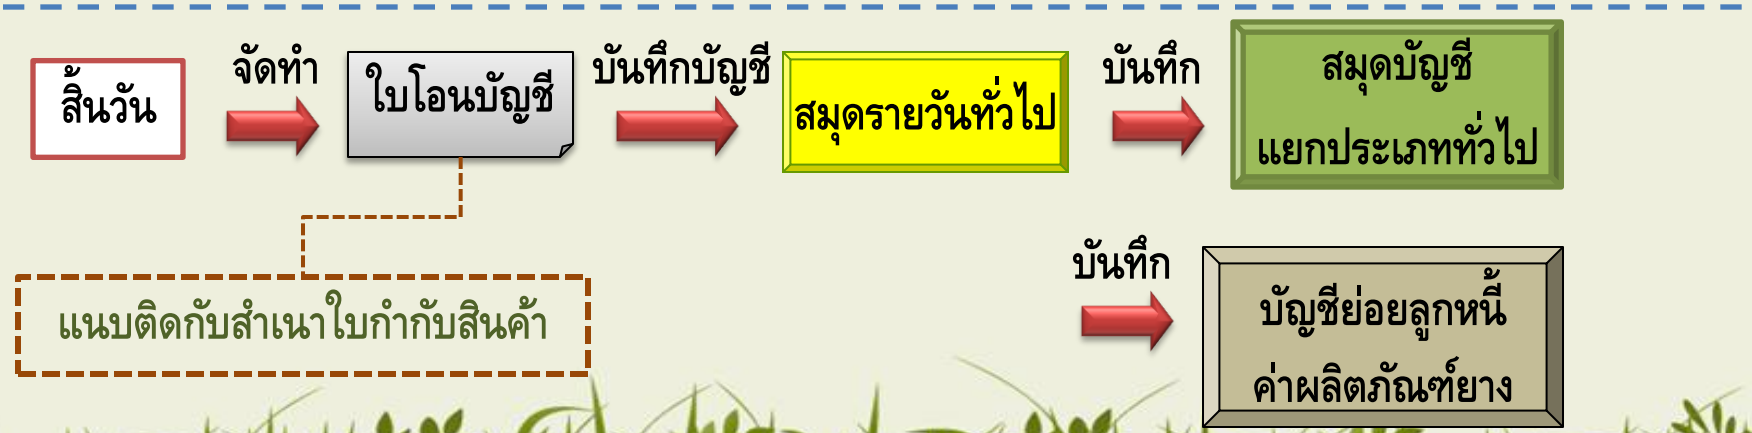 สิ้นวัน
จัดทำ
ใบโอนบัญชี
บันทึกบัญชี
สมุดรายวันทั่วไป
บันทึก
สมุดบัญชี
แยกประเภททั่วไป
แนบติดกับสำเนาใบกำกับสินค้า
บันทึก
บัญชีย่อยลูกหนี้
ค่าผลิตภัณฑ์ยาง